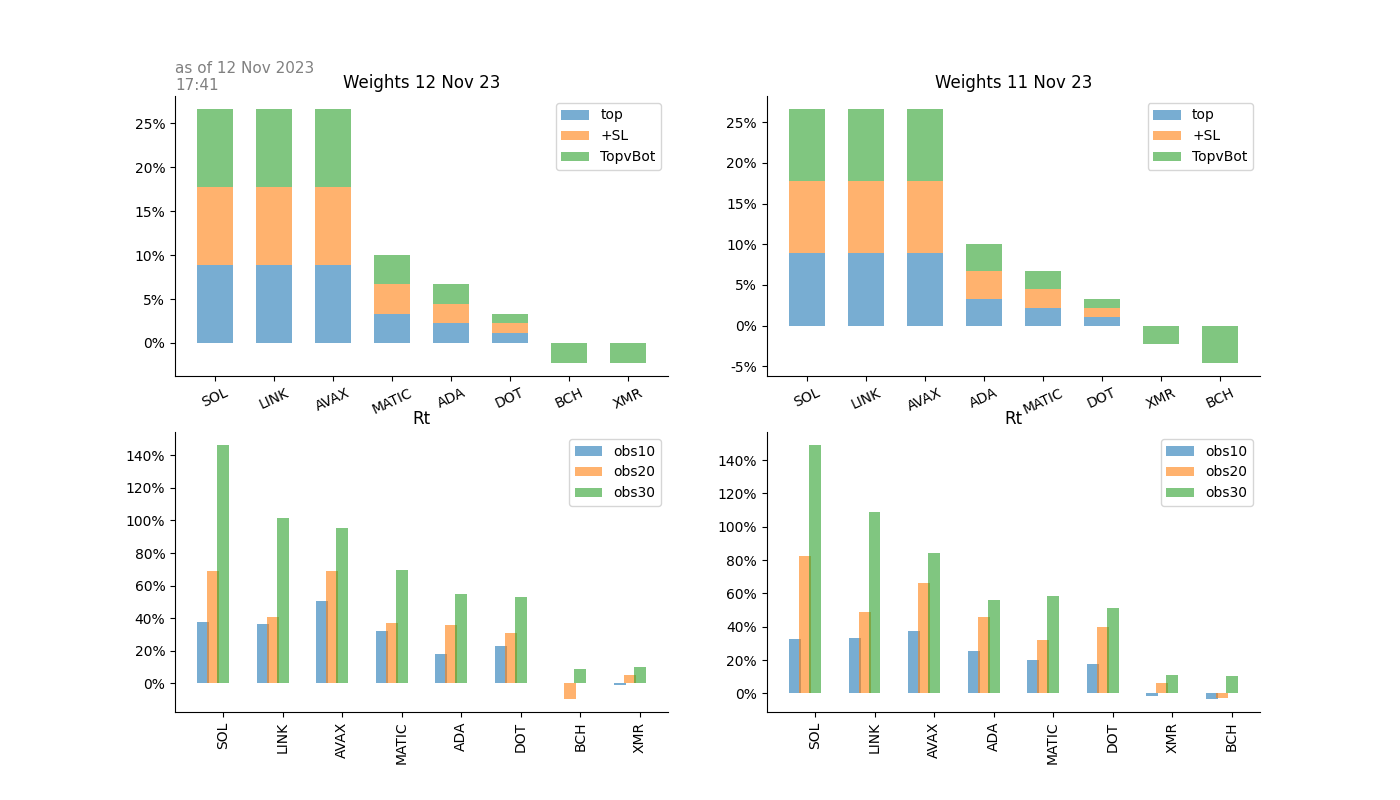 as of 12 Nov 2023
17:41
Weights 12 Nov 23
25%
20%
15%
10%
5%
0%
top
+SL
TopvBot
SOL
LINK
AVAX
MATIC
ADA
DOT
BCH
XMR
Weights 11 Nov 23
25%
20%
15%
10%
5%
0%
-5%
top
+SL
TopvBot
SOL
LINK
AVAX
ADA
MATIC
DOT
XMR
BCH
Rt
140%
120%
100%
80%
60%
40%
20%
0%
obs10
obs20
obs30
SOL
LINK
AVAX
MATIC
ADA
DOT
BCH
XMR
Rt
140%
120%
100%
80%
60%
40%
20%
0%
obs10
obs20
obs30
SOL
LINK
AVAX
ADA
MATIC
DOT
XMR
BCH